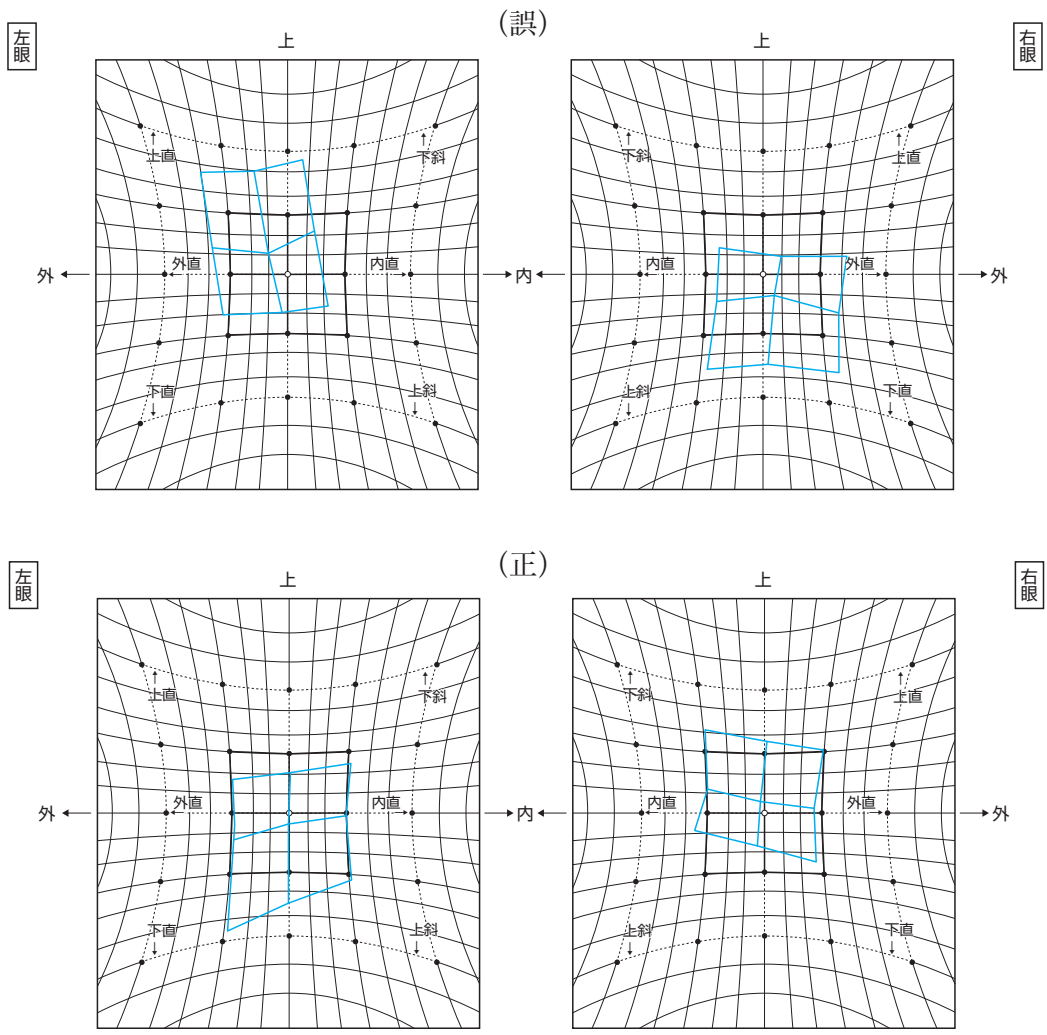 (誤)
左眼
右眼
上
上
上直
下斜
下斜
上直
外
外直
内直
内
内直
外直
外
下直
上斜
上斜
下直
(正)
左眼
右眼
上
上
上直
下斜
下斜
上直
外
外直
内直
内
内直
外直
外
下直
上斜
上斜
下直